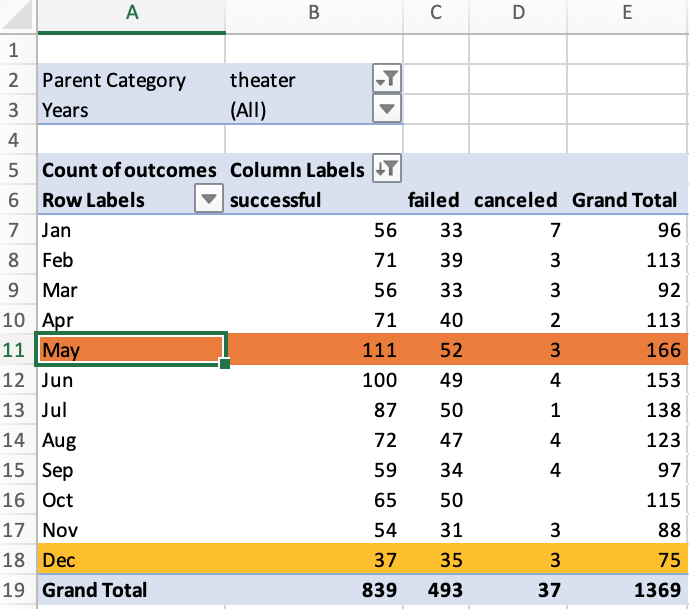 A B C D E
1
2 Parent Category theater
3 Years (All)
4
5 Count of outcomes Column Labels
6 Row Labels successful failed canceled Grand Total
7 Jan 56 33 7 96
8 Feb 71 39 3 113
9 Mar 56 33 3 92
10 Apr 71 40 2 113
11 May 111 52 3 166
12 Jun 100 49 4 153
13 Jul 87 50 1 138
14 Aug 72 47 4 123
15 Sep 59 34 4 97
16 Oct 65 50 115
17 Nov 54 31 3 88
18 Dec 37 35 3 75
19 Grand Total 839 493 37 1369